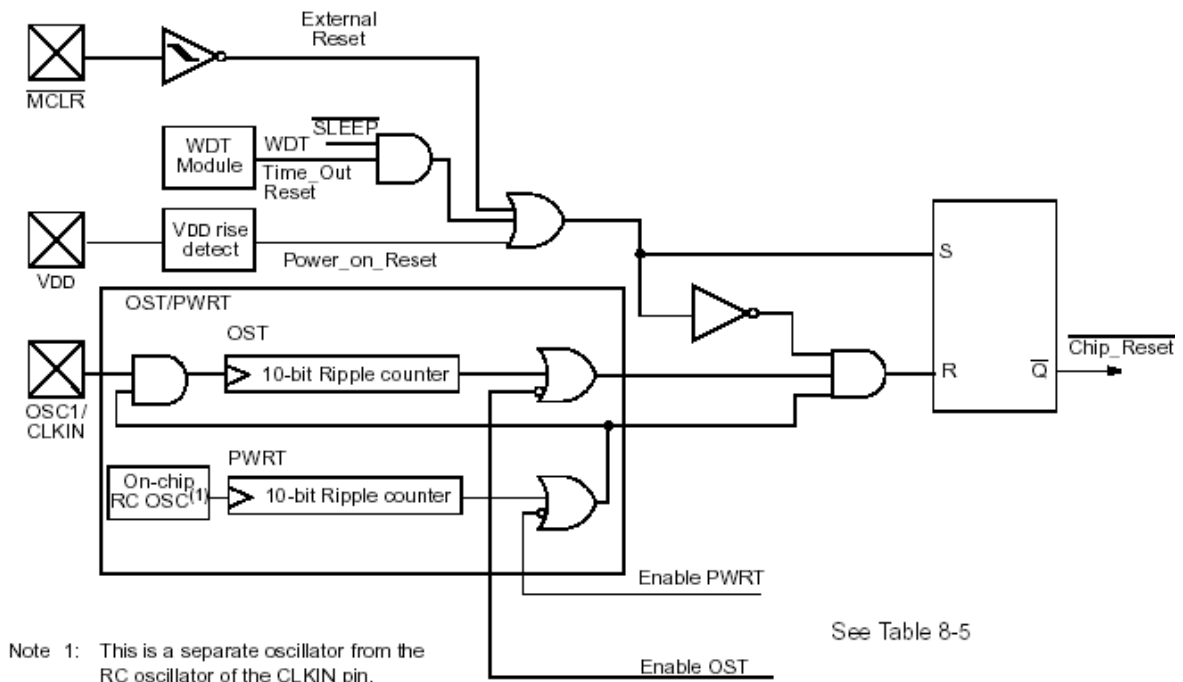 External
Reset
MCLR
WDT
Module
WDT
Time_Out
Reset
SLEEP
VDD
VDD rise
detect
Power_on_Reset
OST/PWRT
OST
10-bit Ripple counter
OSC1/
CLKIN
PWRT
On-chip
RC OSC(1)
10-bit Ripple counter
S
R
Q
Chip_Reset
Enable PWRT
See Table 8-5
Enable OST
Note 1: This is a separate oscillator from the
RC oscillator of the CLKIN pin.